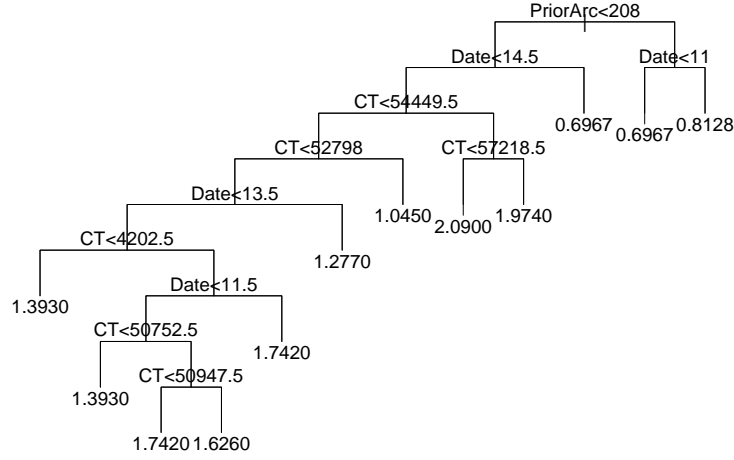 PriorArc<208
Date<14.5
Date<11
CT<54449.5
0.6967
0.6967
0.8128
CT<52798
CT<57218.5
Date<13.5
1.0450
2.0900
1.9740
CT<4202.5
1.2770
Date<11.5
1.3930
CT<50752.5
1.7420
CT<50947.5
1.3930
1.7420
1.6260